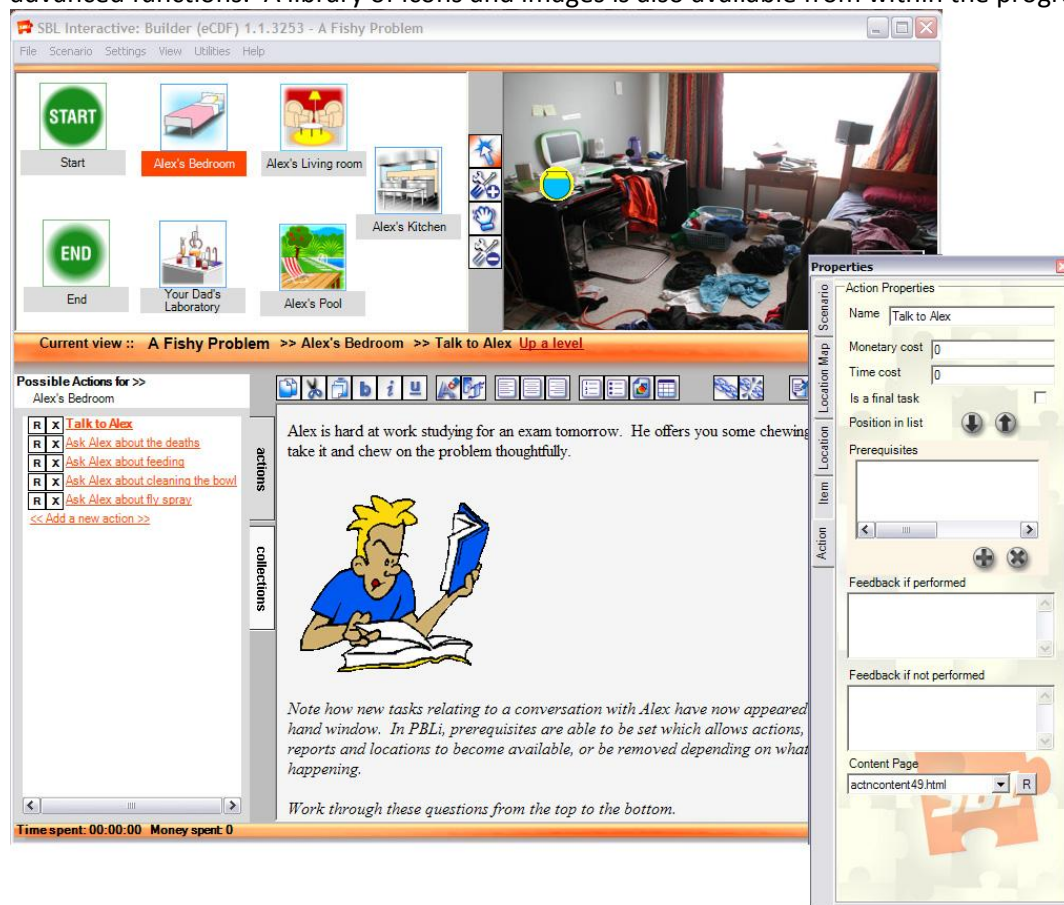 advanced functions. A library of icons and images is also available from within the progr
SBL Interactive: Builder (eCDF) 1.1.3253 - A Fishy Problem
File Scenario Settings View Utilities Help
START
Start
Alex's Bedroom
Alex's Living room
Alex's Kitchen
END
End
Your Dad's
Laboratory
Alex's Pool
Current view :: A Fishy Problem >> Alex's Bedroom >> Talk to Alex Up a level
Possible Actions for >>
Alex's Bedroom
R X Talk to Alex
R X Ask Alex about the deaths
R X Ask Alex about feeding
R X Ask Alex about cleaning the bowl
R X Ask Alex about fly spray
<< Add a new action >>
actions
collections
b i u
Alex is hard at work studying for an exam tomorrow. He offers you some chewing
take it and chew on the problem thoughtfully.
Note how new tasks relating to a conversation with Alex have now appeared
hand window. In PBLi, prerequisites are able to be set which allows actions,
reports and locations to become available, or be removed depending on what
happening.
Work through these questions from the top to the bottom.
Time spent: 00:00:00 Money spent: 0
Properties
Scenario
Location Map
Location
Item
Action
Action Properties
Name Talk to Alex
Monetary cost 0
Time cost 0
Is a final task
Position in list
Prerequisites
Feedback if performed
Feedback if not performed
Content Page
actncontent49.html R
SBL